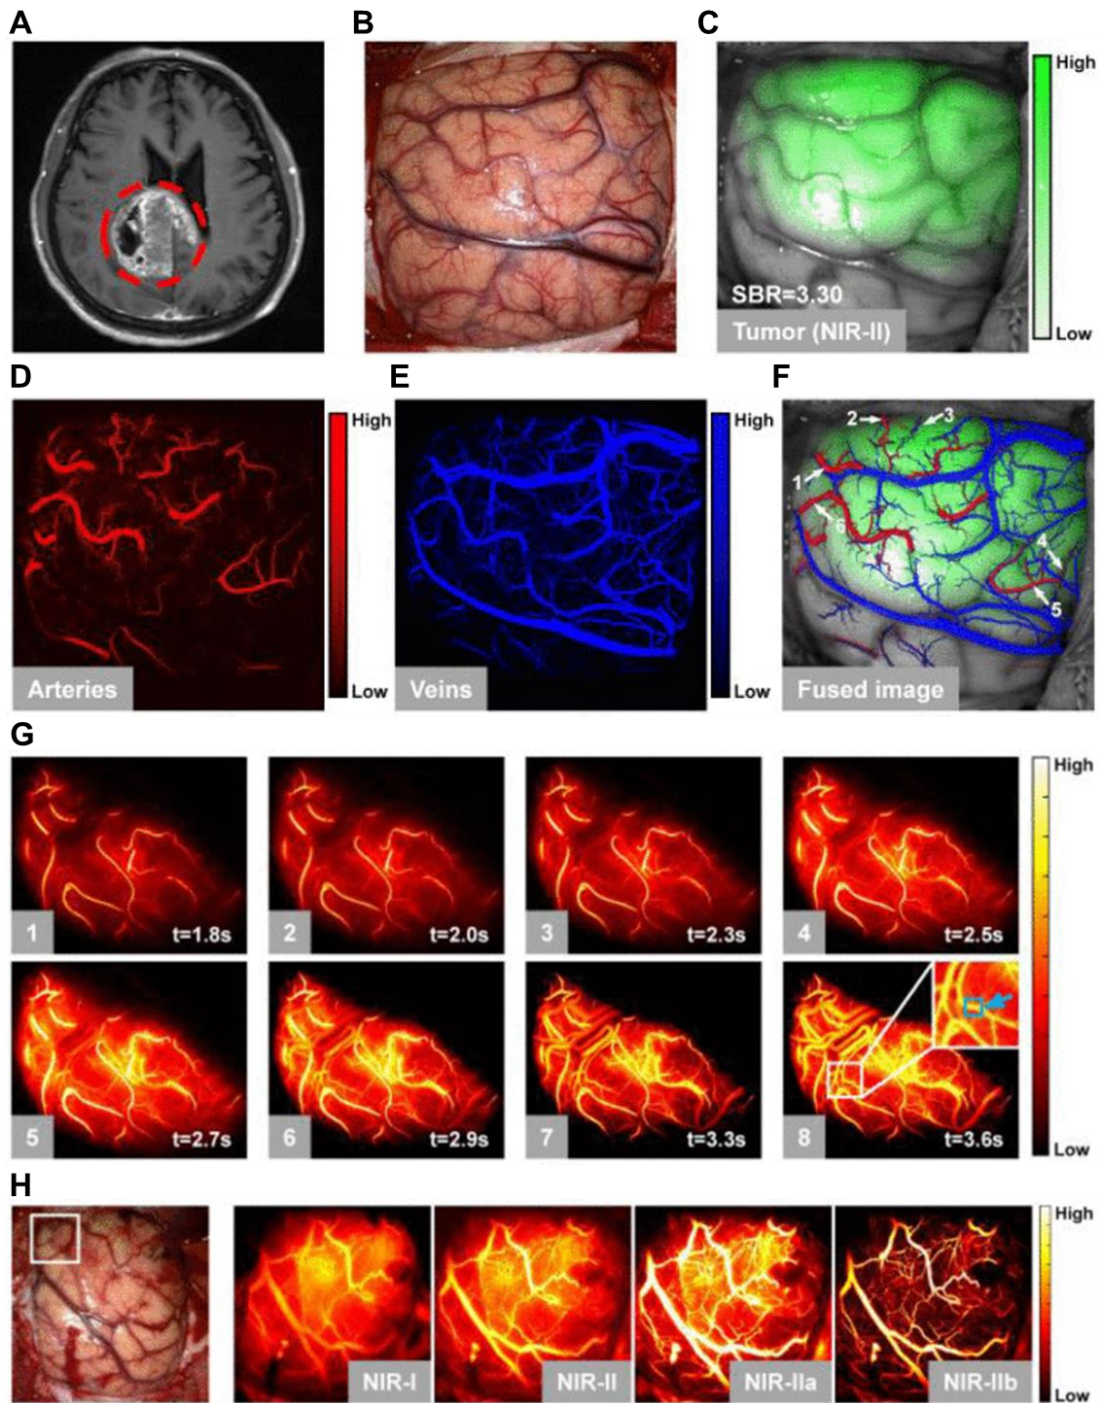 A
B
C
High
SBR=3.30
Tumor (NIR-II)
Low
D
E
F
High
High
2
3
1
6
4
5
Arteries
Low
Veins
Low
Fused image
G
High
1
t=1.8s
2
t=2.0s
3
t=2.3s
4
t=2.5s
5
t=2.7s
6
t=2.9s
7
t=3.3s
8
t=3.6s
Low
H
High
NIR-I
NIR-II
NIR-IIa
NIR-IIb
Low